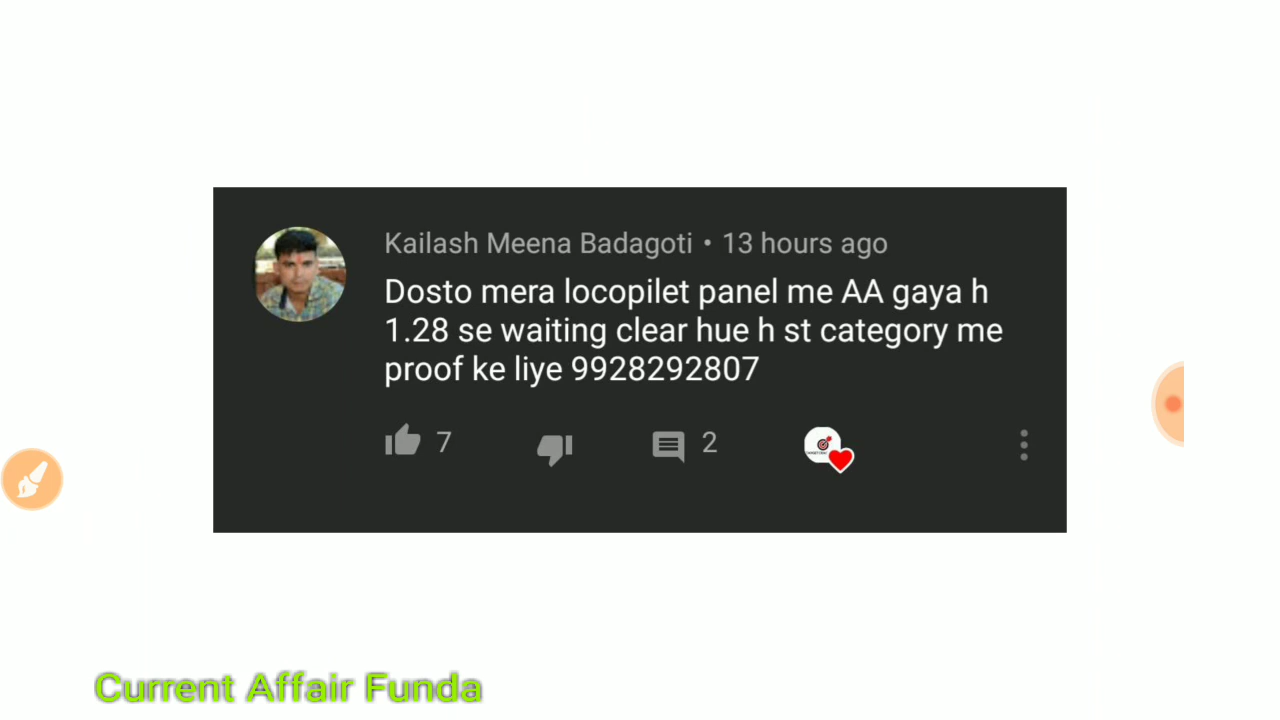 Kailash Meena Badagoti • 13 hours ago
Dosto mera locopilet panel me AA gaya h
1.28 se waiting clear hue h st category me
proof ke liye 9928292807
7
2
Current Affair Funda